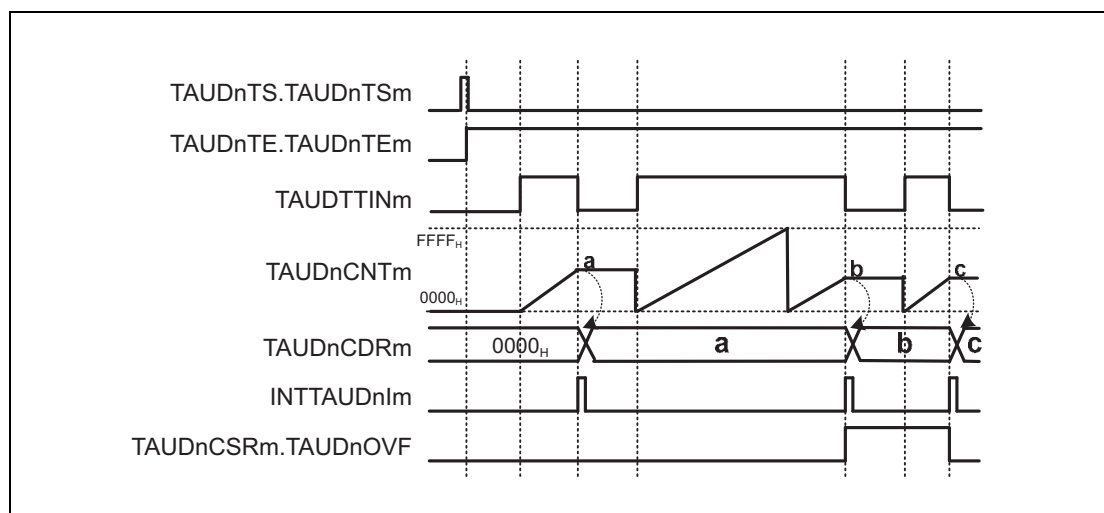 TAUDnTS.TAUDnTSm
TAUDnTE.TAUDnTEm
TAUDTTINm
FFFFH
TAUDnCNTm
a
b
c
0000H
TAUDnCDRm
0000H
a
b
c
INTTAUDnIm
TAUDnCSRm.TAUDnOVF